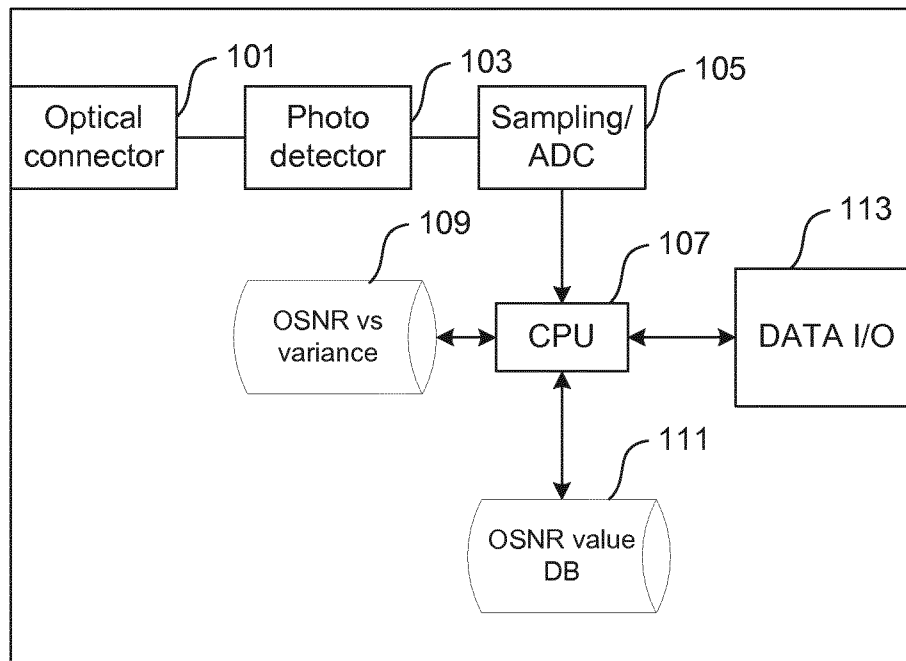 101
103
105
Optical
connector
Photo
detector
Sampling/
ADC
109
107
113
OSNR vs
variance
CPU
DATA I/O
111
OSNR value
DB